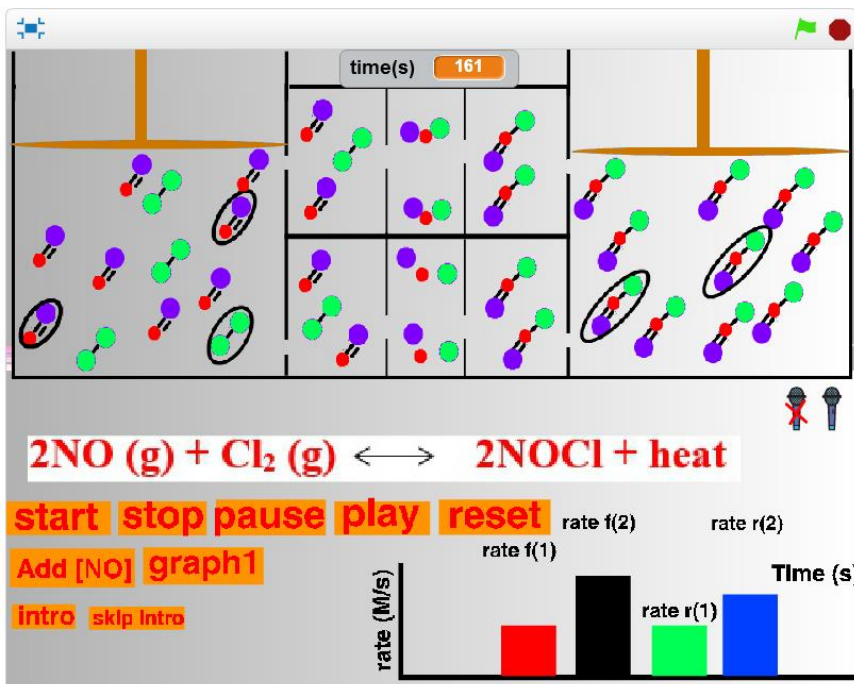 time(s) 161
2NO (g) + Cl₂ (g) ⟷ 2NOCl + heat
start stop pause play reset
Add [NO] graph1
intro skip intro
rate f(1)
rate f(2)
rate r(1)
rate r(2)
rate (M/s)
Time (s)